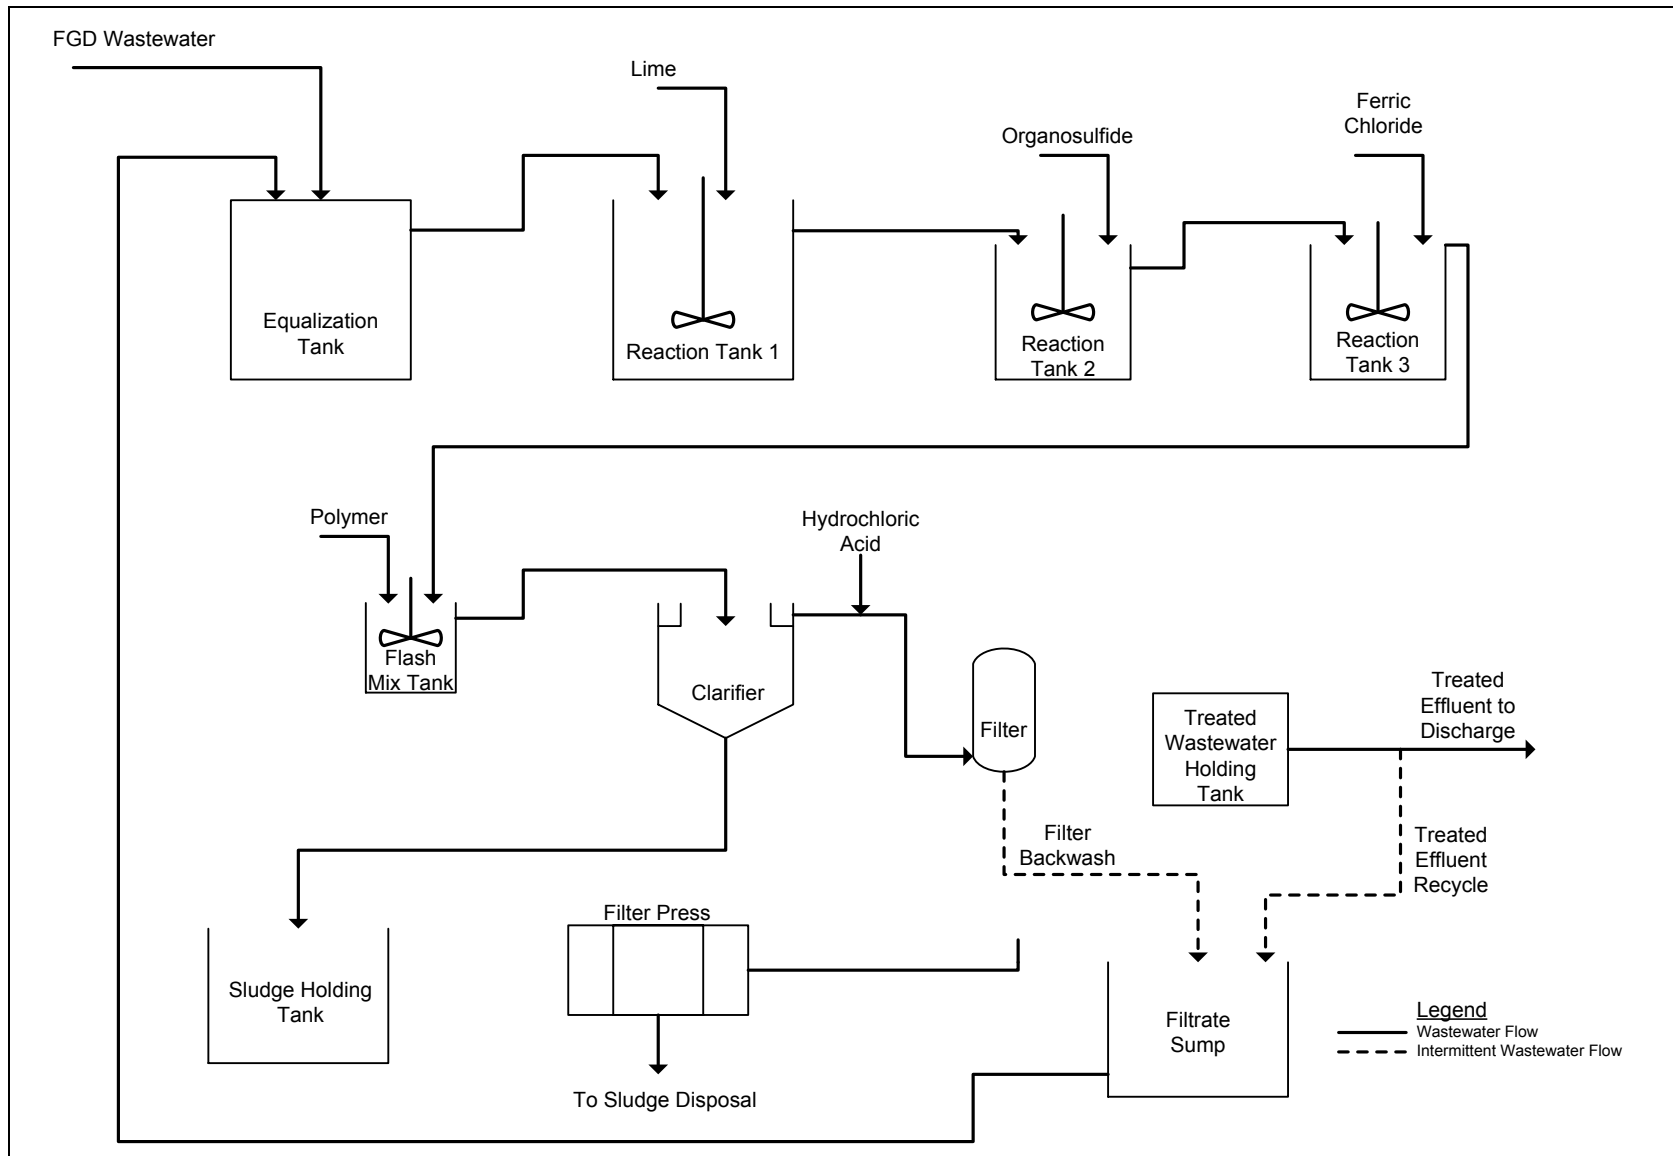 FGD Wastewater
Lime
Organosulfide
Ferric
Chloride
Equalization
Tank
Reaction Tank 1
Reaction
Tank 2
Reaction
Tank 3
Polymer
Hydrochloric
Acid
Flash
Mix Tank
Clarifier
Filter
Treated
Wastewater
Holding
Tank
Treated
Effluent to
Discharge
Filter
Backwash
Treated
Effluent
Recycle
Sludge Holding
Tank
Filter Press
To Sludge Disposal
Filtrate
Sump
Legend
Wastewater Flow
Intermittent Wastewater Flow